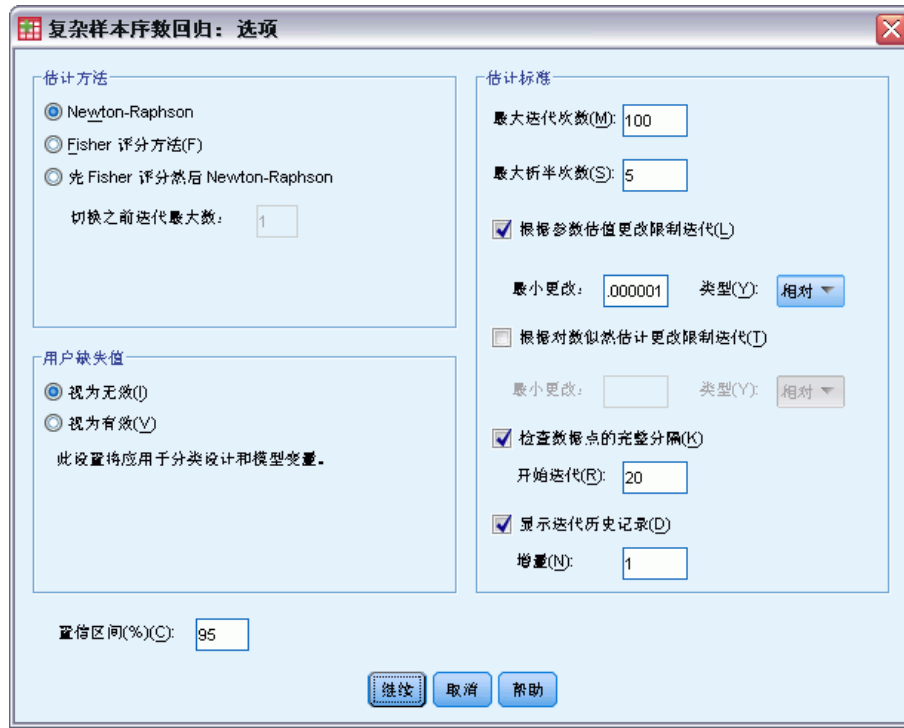 复杂样本序数回归：选项
估计方法
Newton-Raphson
Fisher 评分方法(F)
先 Fisher 评分然后 Newton-Raphson
切换之前迭代最大数：
1
用户缺失值
视为无效(I)
视为有效(V)
此设置将应用于分类设计和模型变量。
估计标准
最大迭代次数(M):
100
最大折半次数(S):
5
根据参数估值更改限制迭代(L)
最小更改：
.000001
类型(Y):
相对
根据对数似然估计更改限制迭代(T)
最小更改：
类型(Y):
相对
检查数据点的完整分隔(K)
开始迭代(R):
20
显示迭代历史记录(D)
增量(N):
1
置信区间(%)(C):
95
继续
取消
帮助